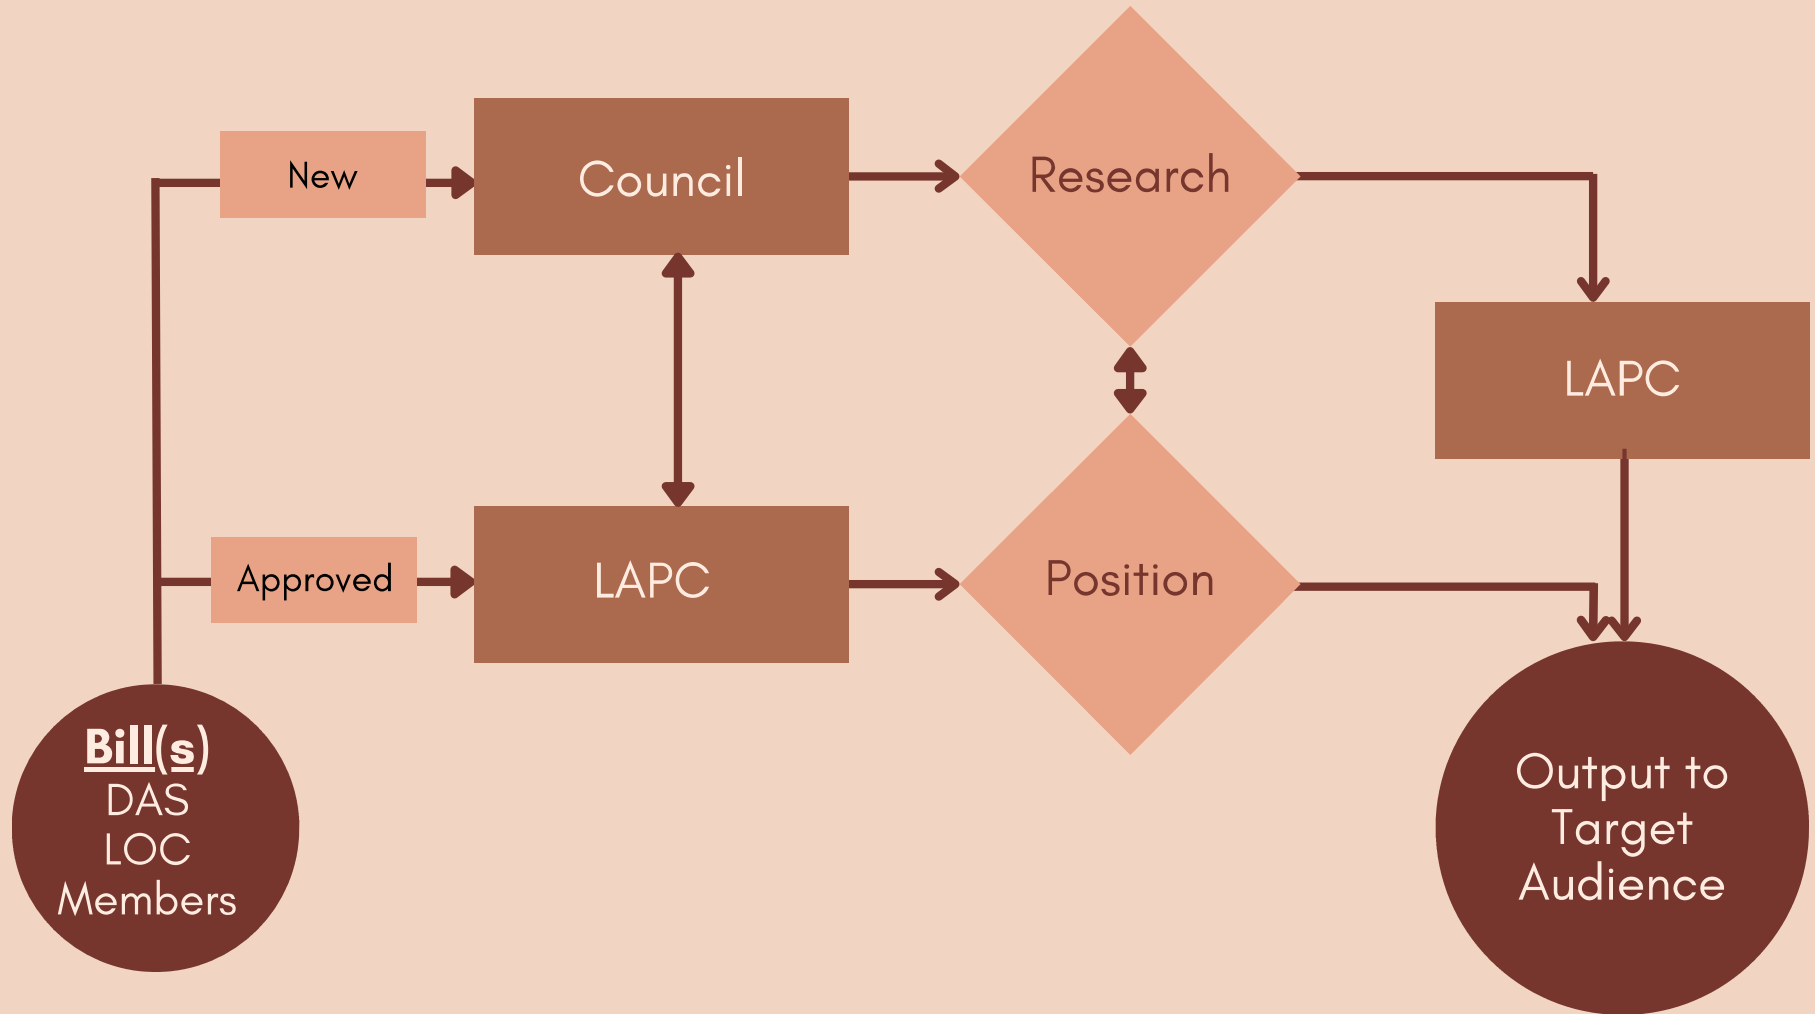 New
Council
Research
LAPC
Approved
LAPC
Position
Bill(s)
DAS
LOC
Members
Output to
Target
Audience